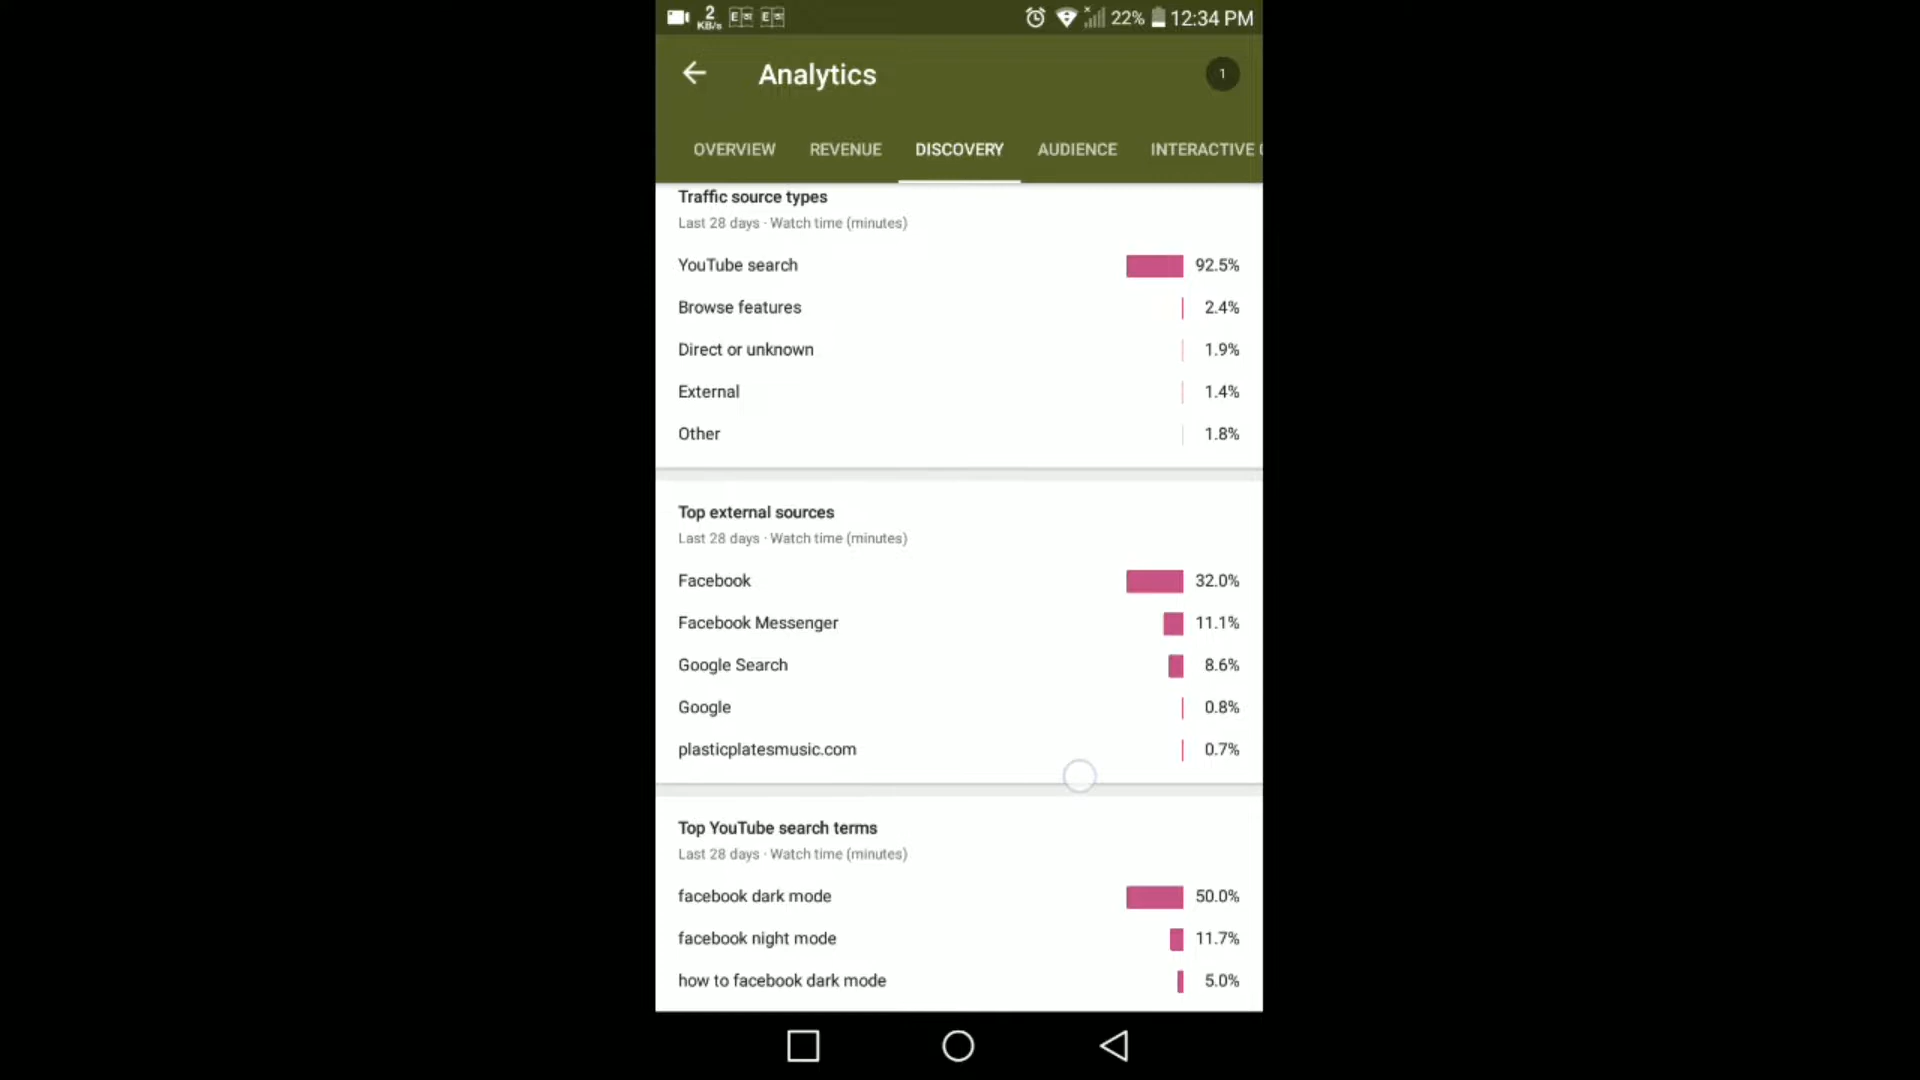 2 KB/s 22% 12:34 PM
Analytics 1
OVERVIEW REVENUE DISCOVERY AUDIENCE INTERACTIVE
Traffic source types
Last 28 days · Watch time (minutes)
YouTube search 92.5%
Browse features 2.4%
Direct or unknown 1.9%
External 1.4%
Other 1.8%
Top external sources
Last 28 days · Watch time (minutes)
Facebook 32.0%
Facebook Messenger 11.1%
Google Search 8.6%
Google 0.8%
plasticplatesmusic.com 0.7%
Top YouTube search terms
Last 28 days · Watch time (minutes)
facebook dark mode 50.0%
facebook night mode 11.7%
how to facebook dark mode 5.0%